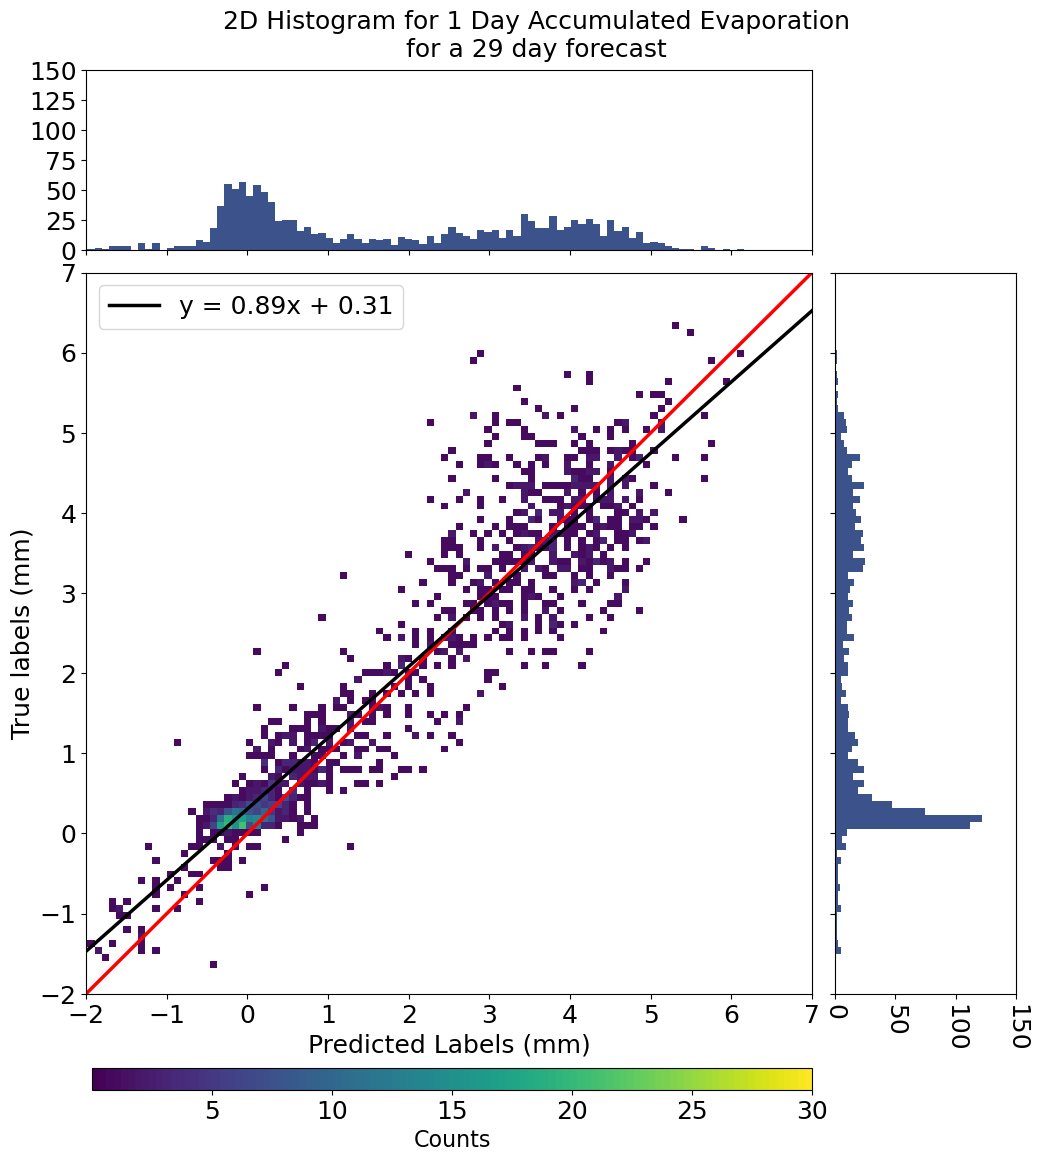 2D Histogram for 1 Day Accumulated Evaporation
for a 29 day forecast
150
125
100
75
50
25
0
7
6
5
4
3
2
1
0
−1
−2
True labels (mm)
y = 0.89x + 0.31
−2 −1 0 1 2 3 4 5 6 7
Predicted Labels (mm)
0 50 100 150
5 10 15 20 25 30
Counts